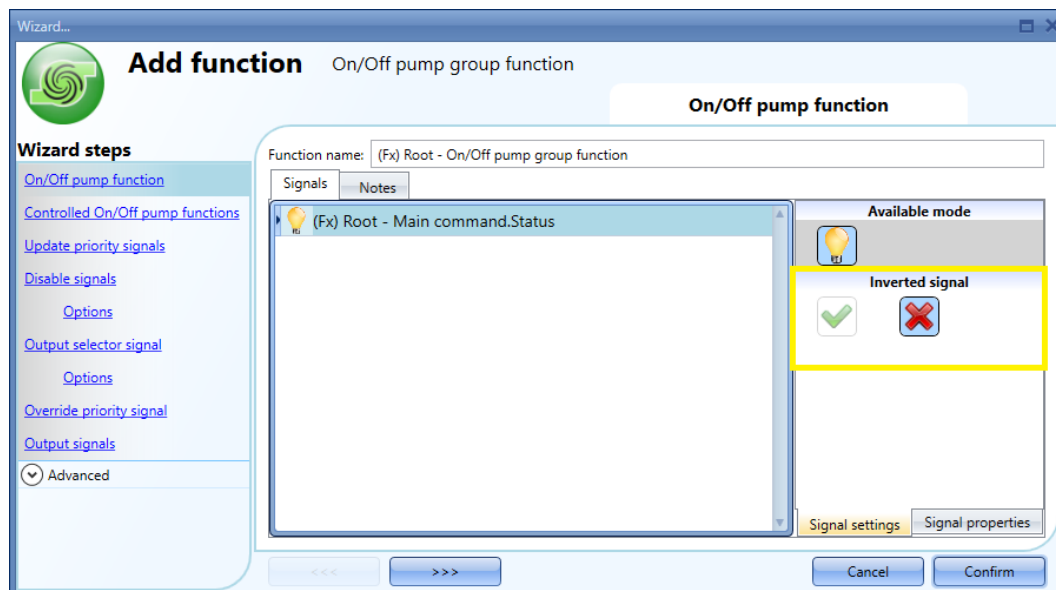 Wizard...
Add function On/Off pump group function
On/Off pump function
Wizard steps
On/Off pump function
Controlled On/Off pump functions
Update priority signals
Disable signals
Options
Output selector signal
Options
Override priority signal
Output signals
Advanced
Function name: (Fx) Root - On/Off pump group function
Signals Notes
(Fx) Root - Main command.Status
Available mode
Inverted signal
Signal settings Signal properties
<<< >>> Cancel Confirm